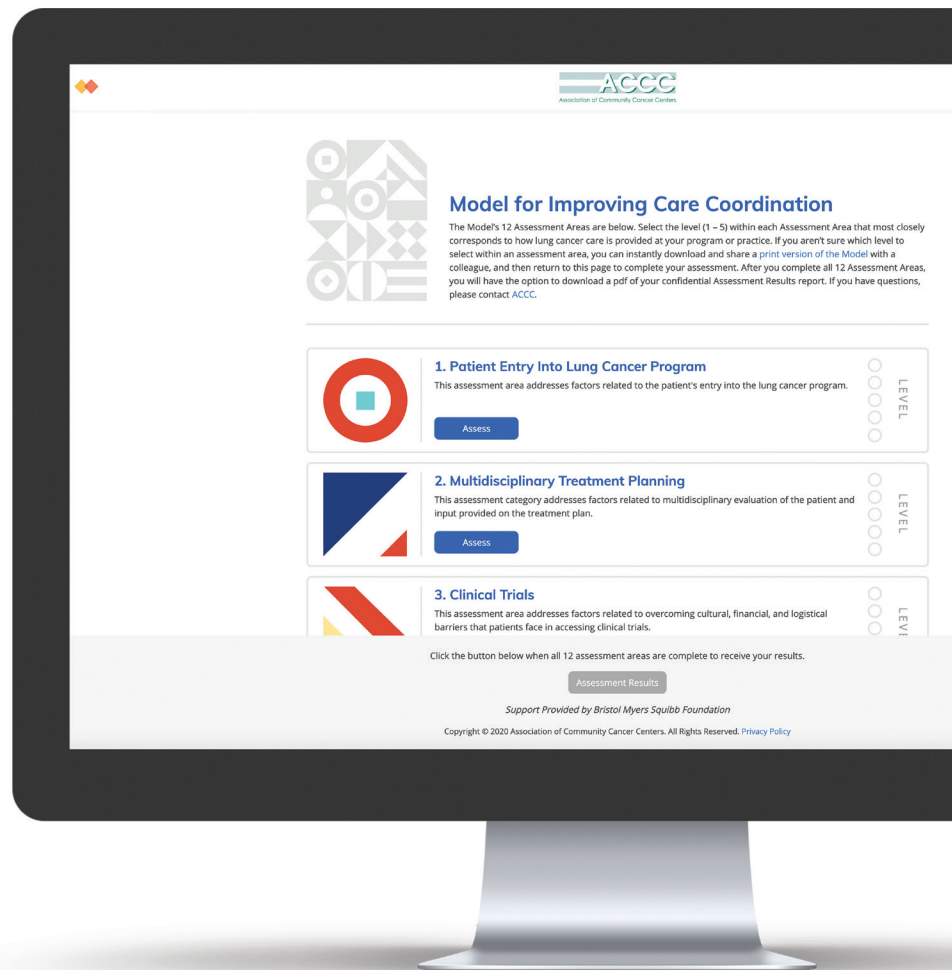 ACCC
Association of Community Cancer Centers
Model for Improving Care Coordination
The Model's 12 Assessment Areas are below. Select the level (1 – 5) within each Assessment Area that most closely
corresponds to how lung cancer care is provided at your program or practice. If you aren't sure which level to
select within an assessment area, you can instantly download and share a print version of the Model with a
colleague, and then return to this page to complete your assessment. After you complete all 12 Assessment Areas,
you will have the option to download a pdf of your confidential Assessment Results report. If you have questions,
please contact ACCC.
1. Patient Entry Into Lung Cancer Program
This assessment area addresses factors related to the patient's entry into the lung cancer program.
Assess
LEVEL
2. Multidisciplinary Treatment Planning
This assessment category addresses factors related to multidisciplinary evaluation of the patient and
input provided on the treatment plan.
Assess
LEVEL
3. Clinical Trials
This assessment area addresses factors related to overcoming cultural, financial, and logistical
barriers that patients face in accessing clinical trials.
LEVE
Click the button below when all 12 assessment areas are complete to receive your results.
Assessment Results
Support Provided by Bristol Myers Squibb Foundation
Copyright © 2020 Association of Community Cancer Centers. All Rights Reserved. Privacy Policy